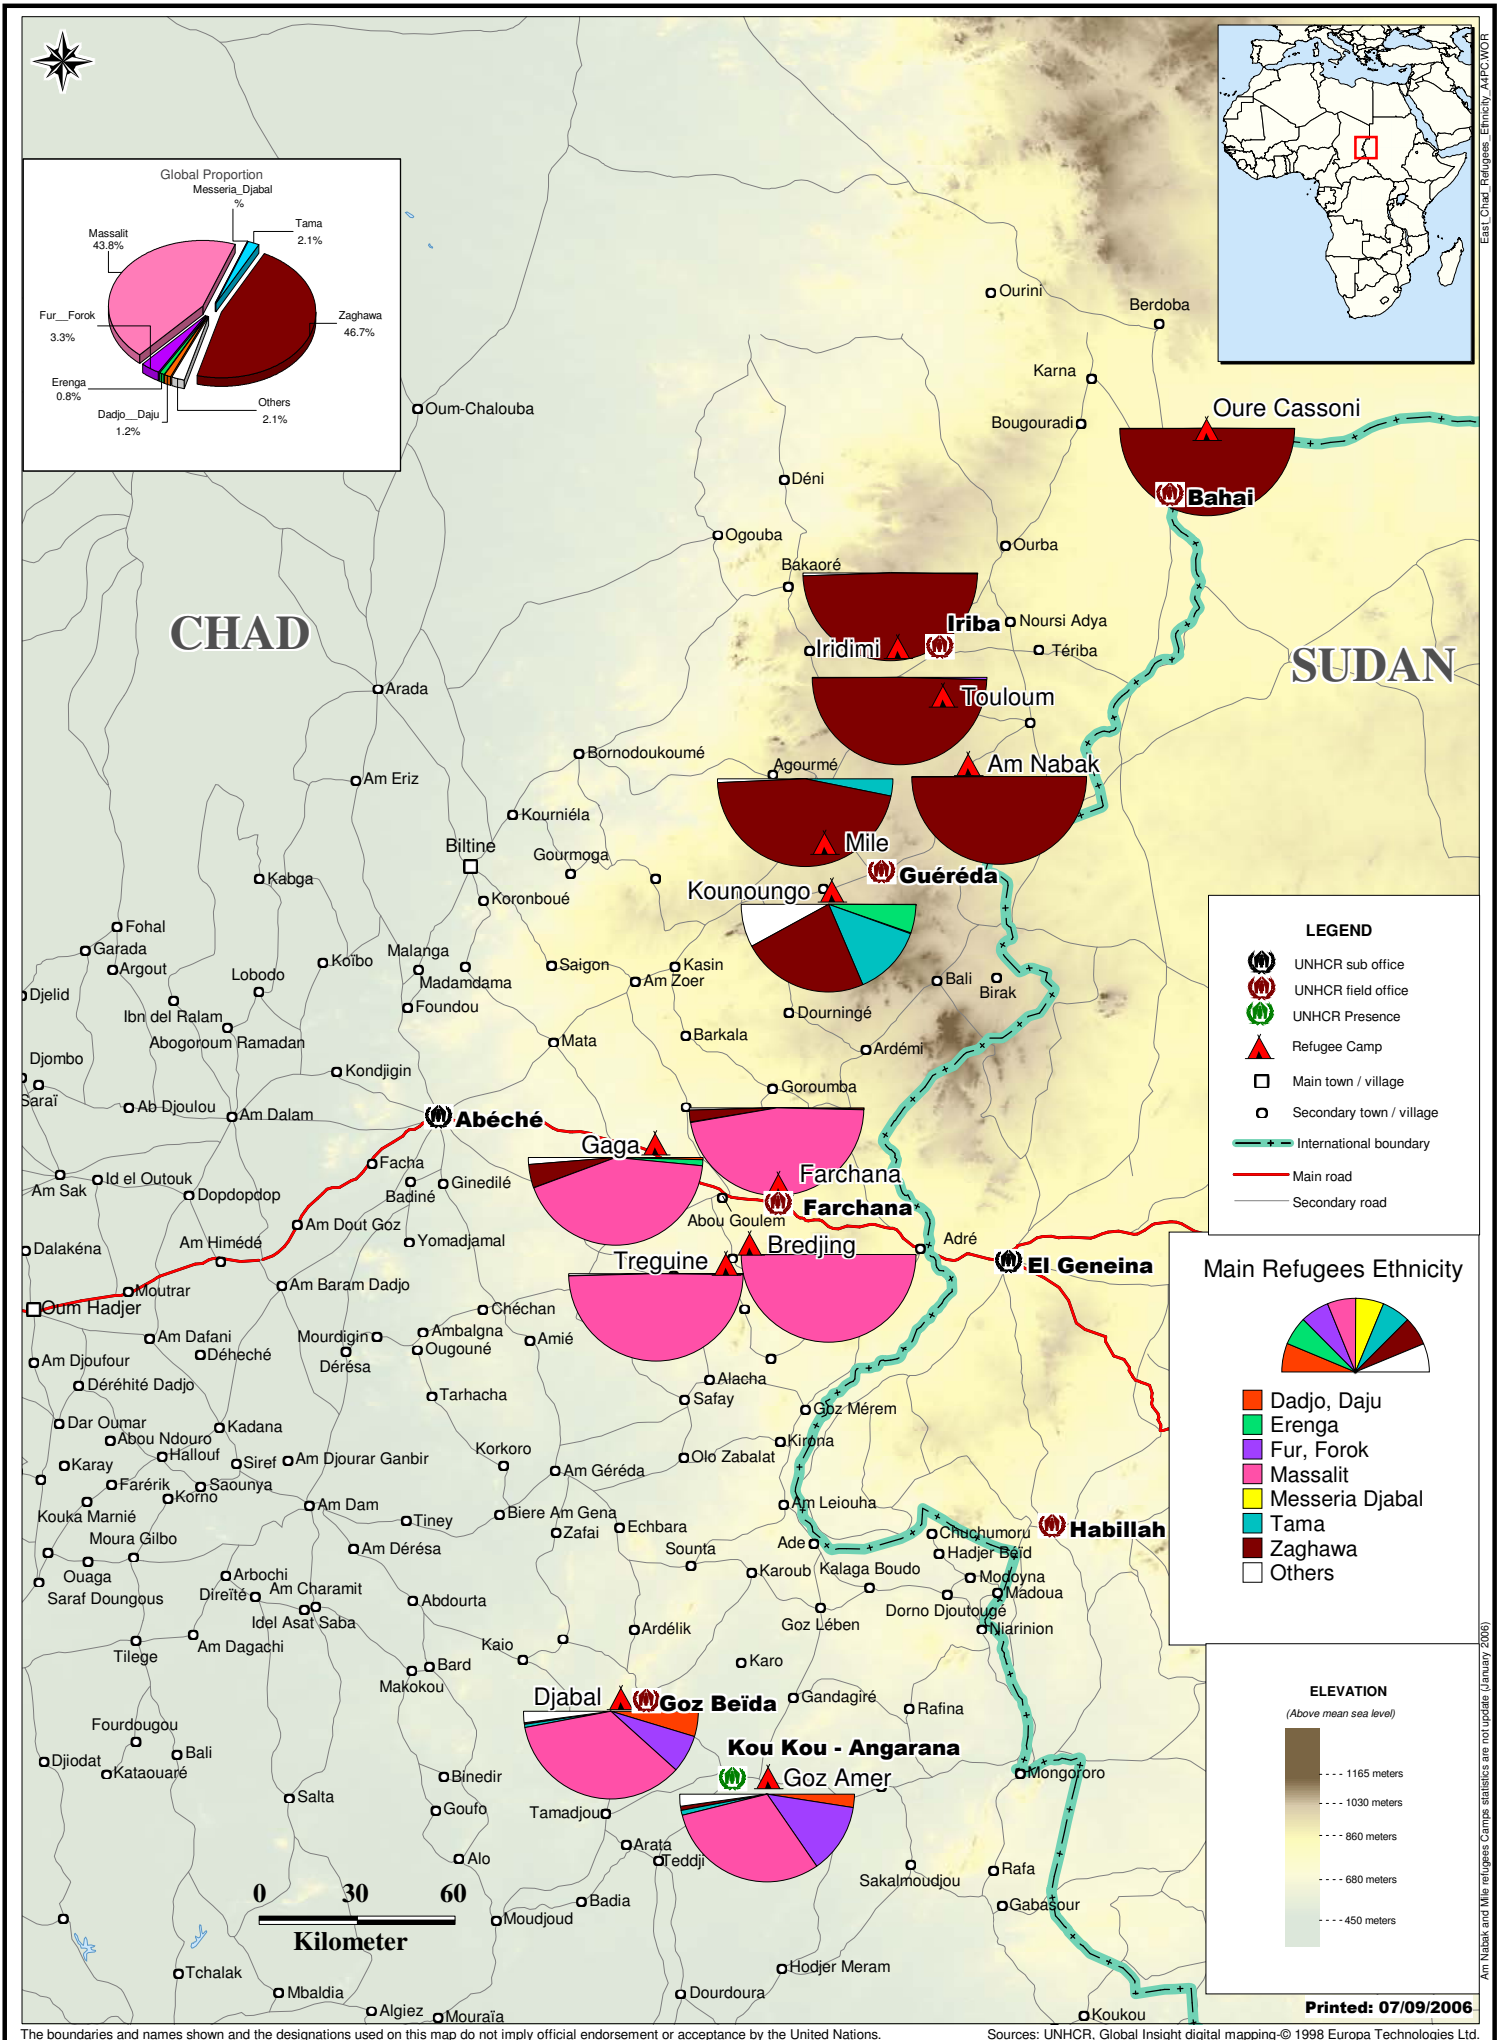 East_Chad_Refugees_Ethnicity_A4PC.WOR
Global Proportion
Messeria_Djabal
%
Tama
2.1%
Massalit
43.8%
Fur__Forok
3.3%
Zaghawa
46.7%
Erenga
0.8%
Dadjo__Daju
1.2%
Others
2.1%
Ourini
Berdoba
Karna
Oum-Chalouba
Bougouradi
Oure Cassoni
Déni
Bahai
Ogouba
Ourba
Bakaoré
CHAD
Iriba
Noursi Adya
Iridimi
Tériba
SUDAN
Arada
Touloum
Bornodoukoumé
Agourmé
Am Nabak
Am Eriz
Kourniéla
Biltine
Gourmoga
Mile
Guéréda
Kabga
Kounoungo
Koronboué
Fohal
Garada
Argout
Koïbo
Malanga
Saigon
Kasin
Lobodo
Madamdama
Am Zoer
Bali
Birak
Djelid
Foundou
Dourningé
Ibn del Ralam
Abogoroum Ramadan
Mata
Barkala
Ardémi
Djombo
Kondjigin
Goroumba
Saraï
Ab Djoulou
Am Dalam
Abéché
Gaga
Facha
Farchana
Am Sak
Id el Outouk
Dopdopdop
Badiné
Ginedilé
Farchana
Am Dout Goz
Abou Goulem
Dalakéna
Am Himédé
Yomadjamal
Bredjing
Adré
Treguine
El Geneina
Moutrar
Am Baram Dadjo
Oum Hadjer
Chéchan
Am Dafani
Mourdigin
Ambalgna
Ougouné
Amié
Déheché
Dérésa
Am Djoufour
Déréhité Dadjo
Tarhacha
Alacha
Safay
Dar Oumar
Kadana
Goz Mérem
Abou Ndouro
Hallouf
Korkoro
Kirona
Karay
Siref
Am Djourar Ganbir
Olo Zabalat
Am Géréda
Farérik
Saounya
Korno
Am Dam
Am Leiouha
Kouka Marnié
Tiney
Biere Am Gena
Echbara
Zafai
Chuchumoru
Habillah
Moura Gilbo
Am Dérésa
Sounta
Ade
Hadjer Béïd
Ouaga
Arbochi
Karoub
Kalaga Boudo
Modoyna
Saraf Doungous
Direïté
Am Charamit
Abdourta
Madoua
Idel Asat Saba
Dorno Djoutougé
Goz Lében
Am Dagachi
Ardélik
Niarinion
Tilege
Kaio
Karo
Bard
Makokou
Djabal
Goz Beïda
Gandagiré
Rafina
Fourdougou
Kou Kou - Angarana
Djiodat
Bali
Kataouaré
Binedir
Goz Amer
Mongororo
Salta
Goufo
Tamadjou
Arata
Teddji
Alo
Sakalmoudjou
Rafa
0 30 60
Badia
Gabasour
Moudjoud
Kilometer
Tchalak
Hodjer Meram
Mbaldia
Dourdoura
Algiez
Mouraïa
Koukou
LEGEND
UNHCR sub office
UNHCR field office
UNHCR Presence
Refugee Camp
Main town / village
Secondary town / village
International boundary
Main road
Secondary road
Main Refugees Ethnicity
Dadjo, Daju
Erenga
Fur, Forok
Massalit
Messeria Djabal
Tama
Zaghawa
Others
ELEVATION
(Above mean sea level)
1165 meters
1030 meters
860 meters
680 meters
450 meters
Am Nabak and Mile refugees Camps statistics are not update (January 2006)
Printed: 07/09/2006
The boundaries and names shown and the designations used on this map do not imply official endorsement or acceptance by the United Nations.
Sources: UNHCR, Global Insight digital mapping-© 1998 Europa Technologies Ltd.